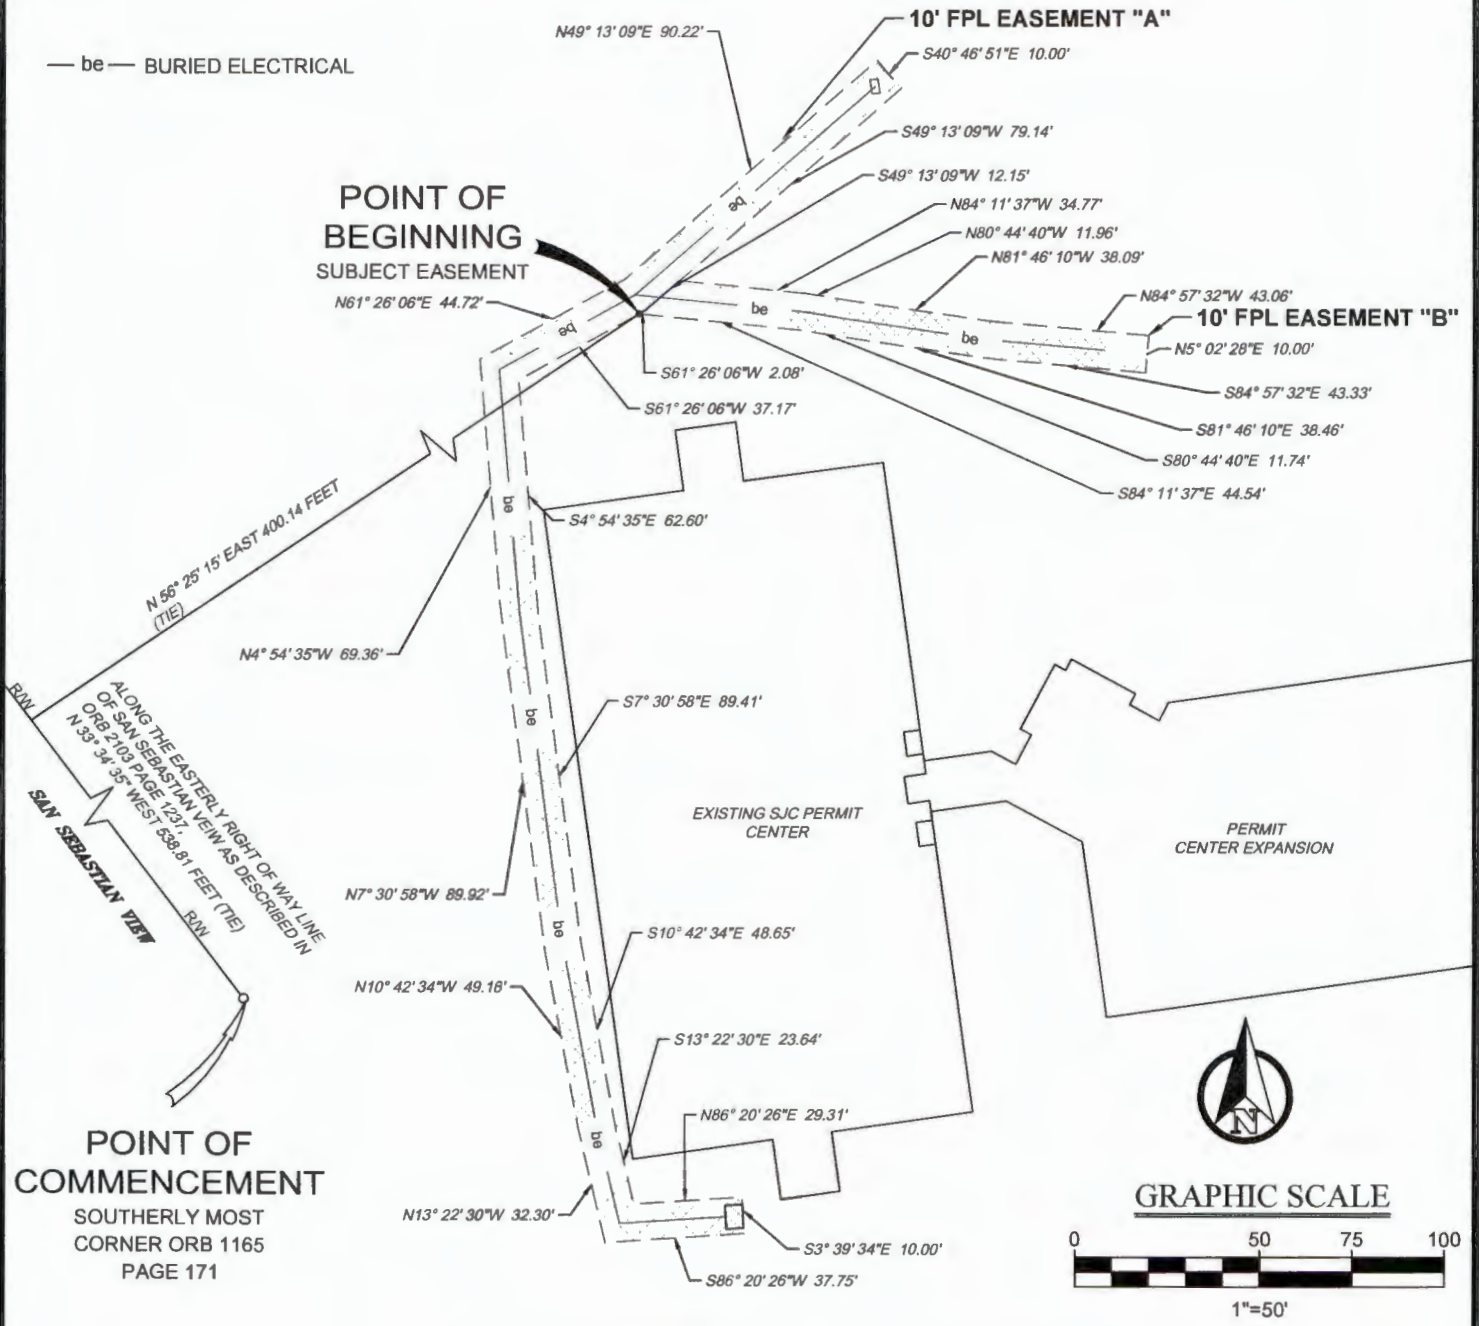 N49° 13' 09"E 90.22'
10' FPL EASEMENT "A"
S40° 46' 51"E 10.00'
— be — BURIED ELECTRICAL
S49° 13' 09"W 79.14'
S49° 13' 09"W 12.15'
POINT OF
BEGINNING
SUBJECT EASEMENT
be
N84° 11' 37"W 34.77'
N80° 44' 40"W 11.96'
N81° 46' 10"W 38.09'
N61° 26' 06"E 44.72'
N84° 57' 32"W 43.06'
10' FPL EASEMENT "B"
be
be
be
N5° 02' 28"E 10.00'
S61° 26' 06"W 2.08'
S61° 26' 06"W 37.17'
S84° 57' 32"E 43.33'
S81° 46' 10"E 38.46'
S80° 44' 40"E 11.74'
S84° 11' 37"E 44.54'
be
S4° 54' 35"E 62.60'
N 56° 25' 15' EAST 400.14 FEET
(TIE)
N4° 54' 35"W 69.36'
R/W
ALONG THE EASTERLY RIGHT OF WAY LINE
OF SAN SEBASTIAN VEIW AS DESCRIBED IN
ORB 2103 PAGE 1237,
N 33° 34' 35" WEST 538.81 FEET (TIE)
SAN SEBASTIAN VIEW
R/W
S7° 30' 58"E 89.41'
be
EXISTING SJC PERMIT
CENTER
PERMIT
CENTER EXPANSION
N7° 30' 58"W 89.92'
be
S10° 42' 34"E 48.65'
N10° 42' 34"W 49.16'
S13° 22' 30"E 23.64'
be
N86° 20' 26"E 29.31'
N13° 22' 30"W 32.30'
S3° 39' 34"E 10.00'
S86° 20' 26"W 37.75'
POINT OF
COMMENCEMENT
SOUTHERLY MOST
CORNER ORB 1165
PAGE 171
N
GRAPHIC SCALE
0 50 75 100
1"=50'